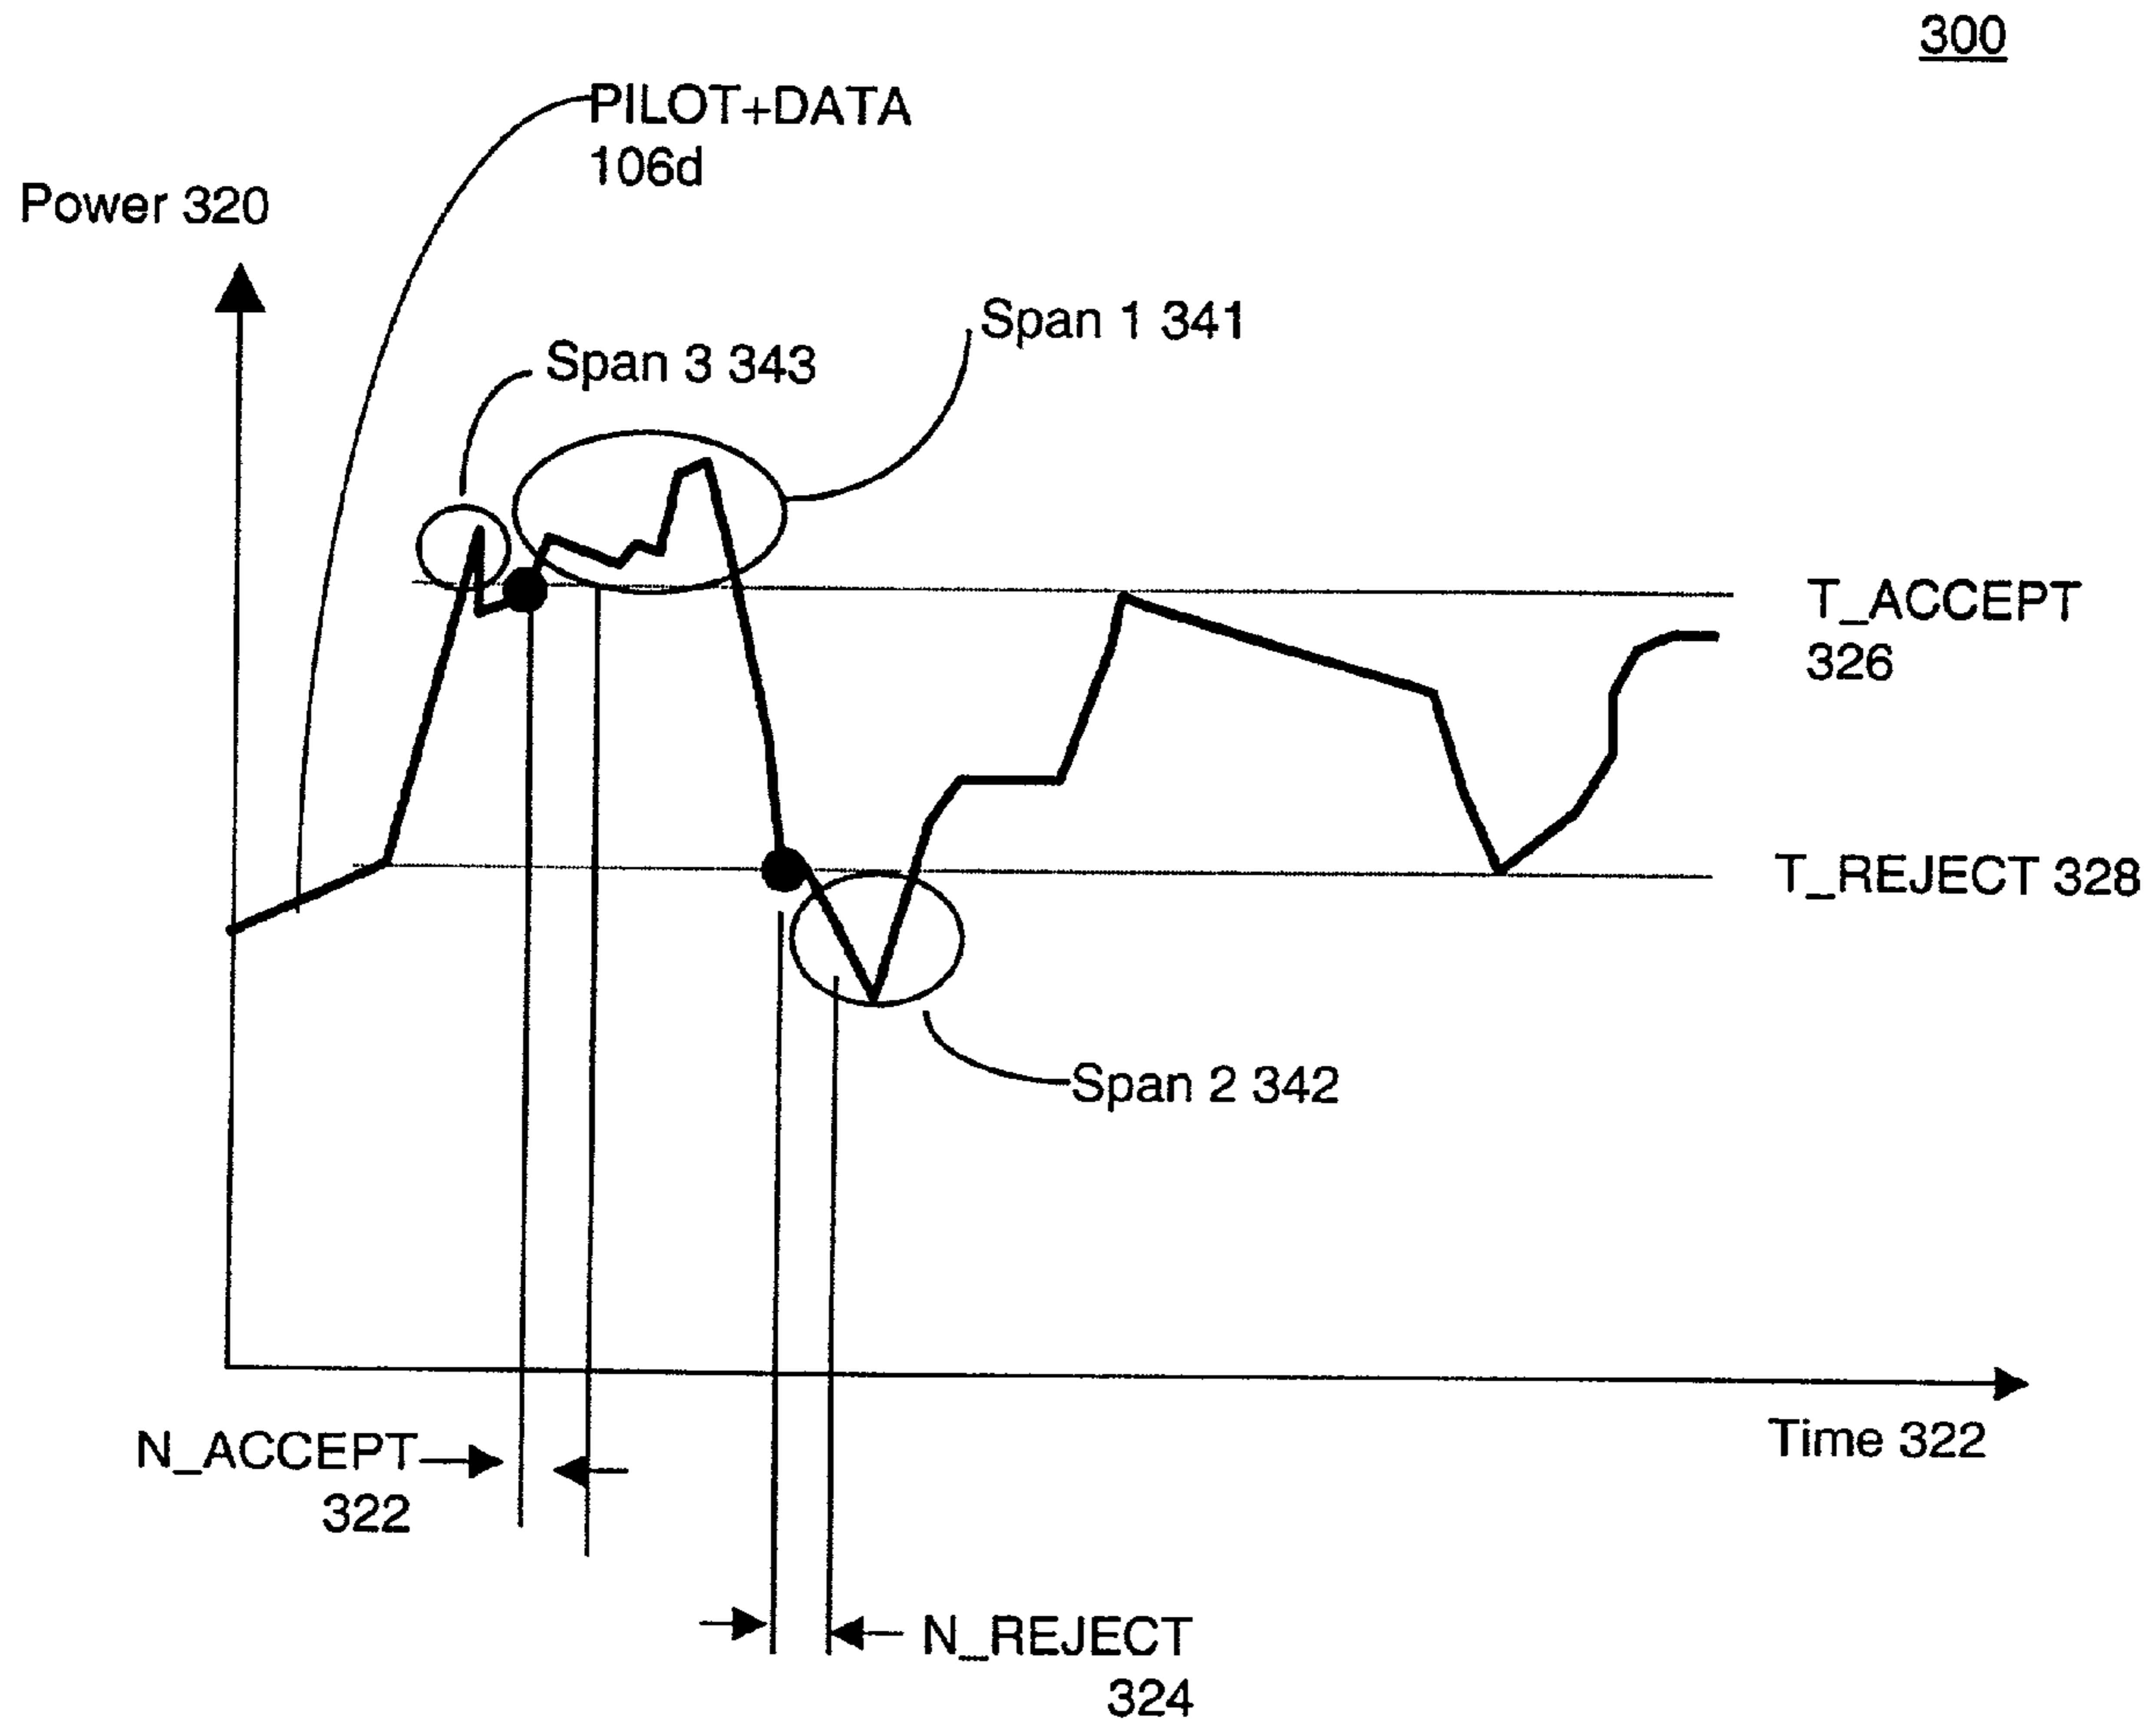 300
PILOT+DATA
106d
Power 320
Span 1 341
Span 3 343
T_ACCEPT
326
T_REJECT 328
Span 2 342
Time 322
N_ACCEPT
322
N_REJECT
324